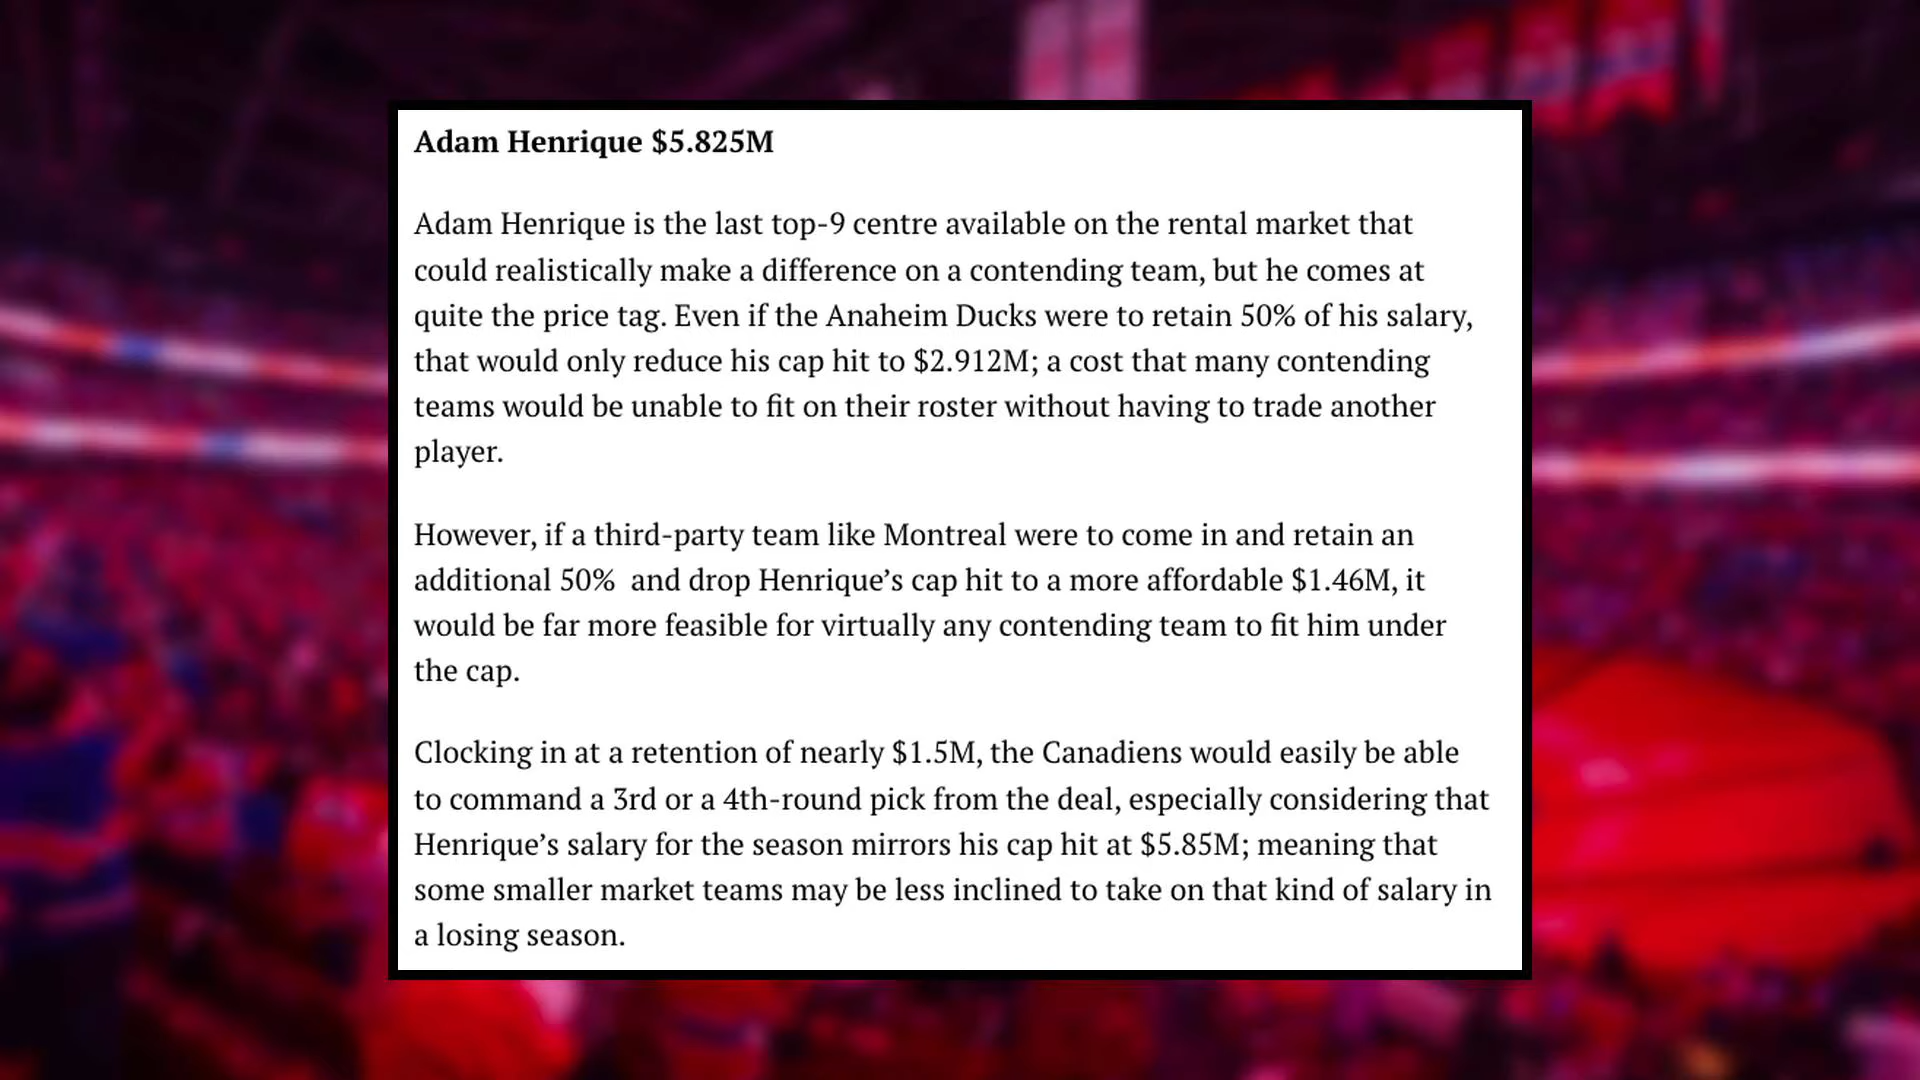 Adam Henrique $5.825M
Adam Henrique is the last top-9 centre available on the rental market that
could realistically make a difference on a contending team, but he comes at
quite the price tag. Even if the Anaheim Ducks were to retain 50% of his salary,
that would only reduce his cap hit to $2.912M; a cost that many contending
teams would be unable to fit on their roster without having to trade another
player.
However, if a third-party team like Montreal were to come in and retain an
additional 50%  and drop Henrique’s cap hit to a more affordable $1.46M, it
would be far more feasible for virtually any contending team to fit him under
the cap.
Clocking in at a retention of nearly $1.5M, the Canadiens would easily be able
to command a 3rd or a 4th-round pick from the deal, especially considering that
Henrique’s salary for the season mirrors his cap hit at $5.85M; meaning that
some smaller market teams may be less inclined to take on that kind of salary in
a losing season.